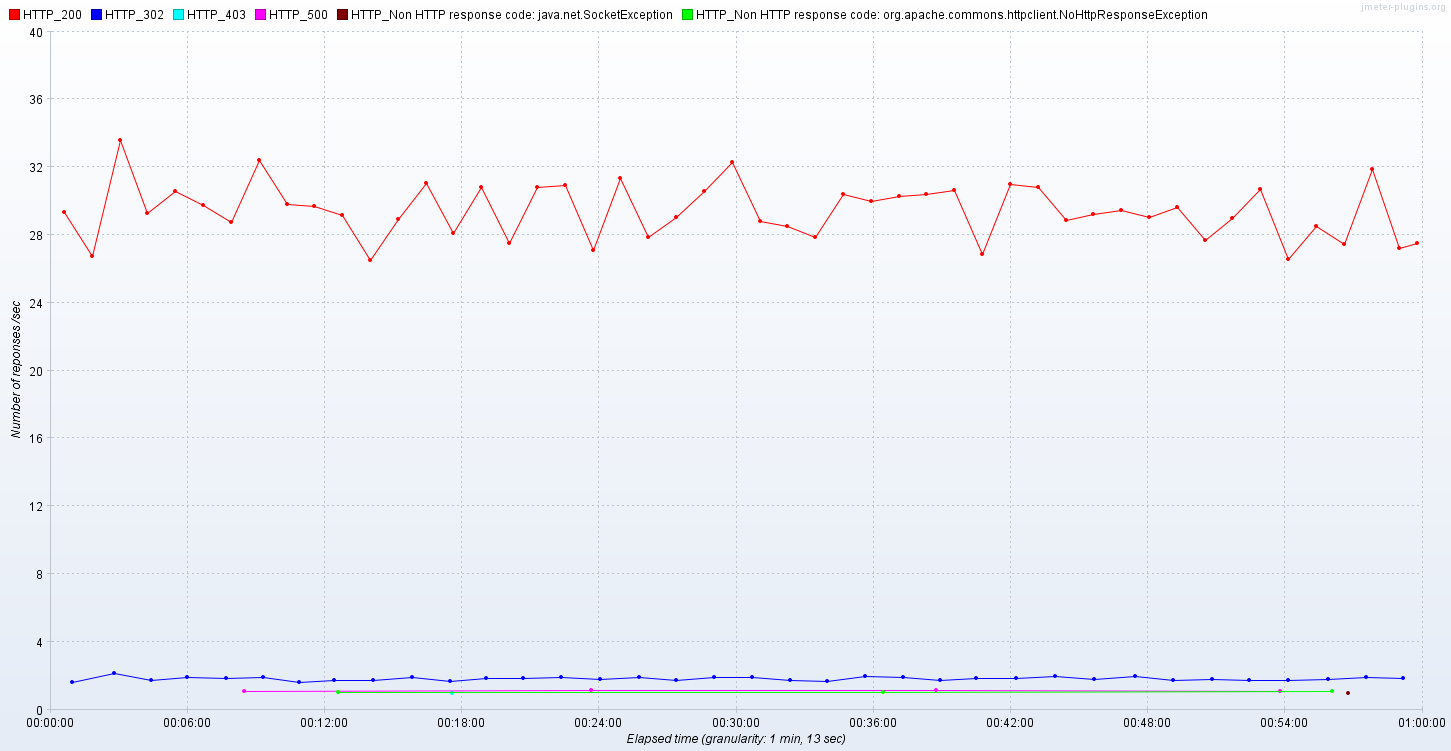 HTTP_200 HTTP_302 HTTP_403 HTTP_500 HTTP_Non HTTP response code: java.net.SocketException HTTP_Non HTTP response code: org.apache.commons.httpclient.NoHttpResponseException
jmeter-plugins.org
40
36
32
28
24
20
16
12
8
4
0
Number of reponses /sec
00:00:00 00:06:00 00:12:00 00:18:00 00:24:00 00:30:00 00:36:00 00:42:00 00:48:00 00:54:00 01:00:00
Elapsed time (granularity: 1 min, 13 sec)